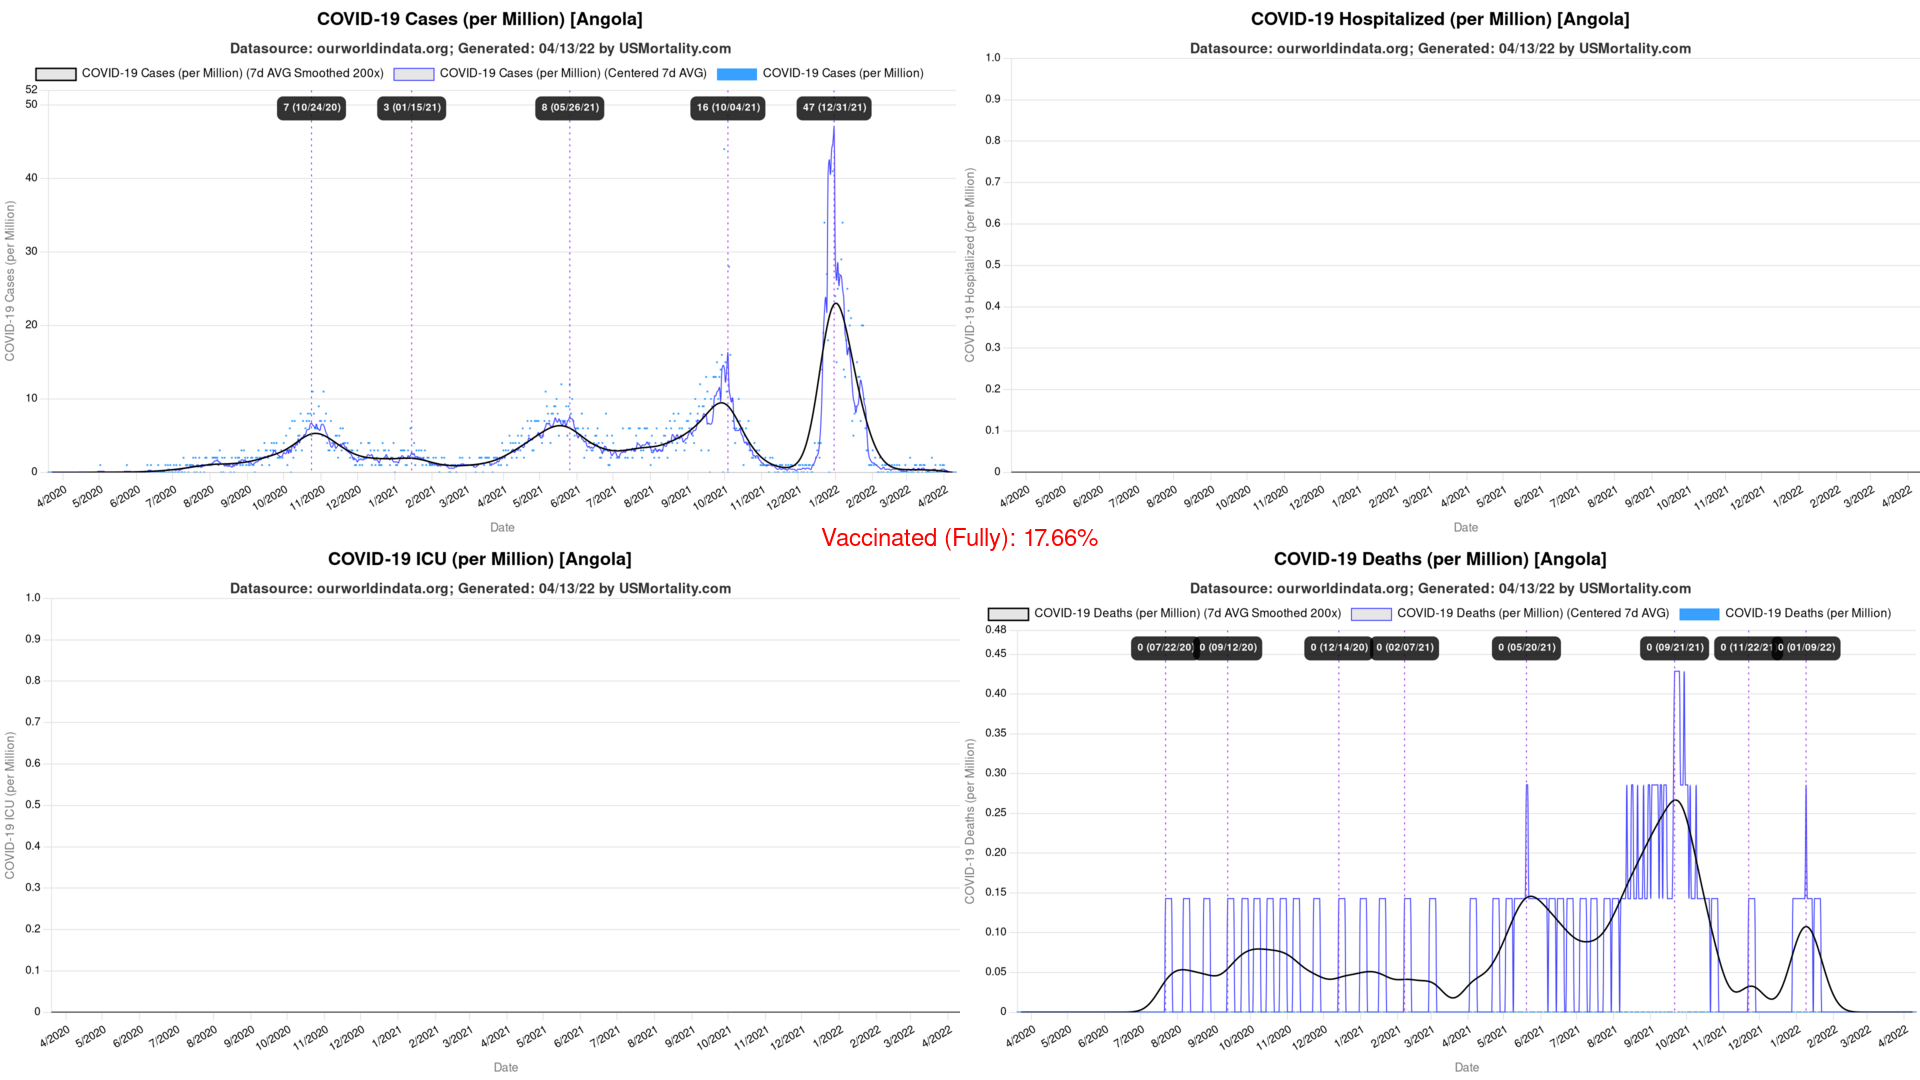 COVID-19 Cases (per Million) [Angola]
Datasource: ourworldindata.org; Generated: 04/13/22 by USMortality.com
COVID-19 Cases (per Million) (7d AVG Smoothed 200x) COVID-19 Cases (per Million) (Centered 7d AVG) COVID-19 Cases (per Million)
7 (10/24/20) 3 (01/15/21) 8 (05/26/21) 16 (10/04/21) 47 (12/31/21)
52
50
40
30
20
10
0
COVID-19 Cases (per Million)
4/2020 5/2020 6/2020 7/2020 8/2020 9/2020 10/2020 11/2020 12/2020 1/2021 2/2021 3/2021 4/2021 5/2021 6/2021 7/2021 8/2021 9/2021 10/2021 11/2021 12/2021 1/2022 2/2022 3/2022 4/2022
Date
COVID-19 Hospitalized (per Million) [Angola]
Datasource: ourworldindata.org; Generated: 04/13/22 by USMortality.com
1.0
0.9
0.8
0.7
0.6
0.5
0.4
0.3
0.2
0.1
0
COVID-19 Hospitalized (per Million)
4/2020 5/2020 6/2020 7/2020 8/2020 9/2020 10/2020 11/2020 12/2020 1/2021 2/2021 3/2021 4/2021 5/2021 6/2021 7/2021 8/2021 9/2021 10/2021 11/2021 12/2021 1/2022 2/2022 3/2022 4/2022
Date
Vaccinated (Fully): 17.66%
COVID-19 ICU (per Million) [Angola]
Datasource: ourworldindata.org; Generated: 04/13/22 by USMortality.com
1.0
0.9
0.8
0.7
0.6
0.5
0.4
0.3
0.2
0.1
0
COVID-19 ICU (per Million)
4/2020 5/2020 6/2020 7/2020 8/2020 9/2020 10/2020 11/2020 12/2020 1/2021 2/2021 3/2021 4/2021 5/2021 6/2021 7/2021 8/2021 9/2021 10/2021 11/2021 12/2021 1/2022 2/2022 3/2022 4/2022
Date
COVID-19 Deaths (per Million) [Angola]
Datasource: ourworldindata.org; Generated: 04/13/22 by USMortality.com
COVID-19 Deaths (per Million) (7d AVG Smoothed 200x) COVID-19 Deaths (per Million) (Centered 7d AVG) COVID-19 Deaths (per Million)
0 (07/22/20) 0 (09/12/20) 0 (12/14/20) 0 (02/07/21) 0 (05/20/21) 0 (09/21/21) 0 (11/22/21 0 (01/09/22)
0.48
0.45
0.40
0.35
0.30
0.25
0.20
0.15
0.10
0.05
0
COVID-19 Deaths (per Million)
4/2020 5/2020 6/2020 7/2020 8/2020 9/2020 10/2020 11/2020 12/2020 1/2021 2/2021 3/2021 4/2021 5/2021 6/2021 7/2021 8/2021 9/2021 10/2021 11/2021 12/2021 1/2022 2/2022 3/2022 4/2022
Date